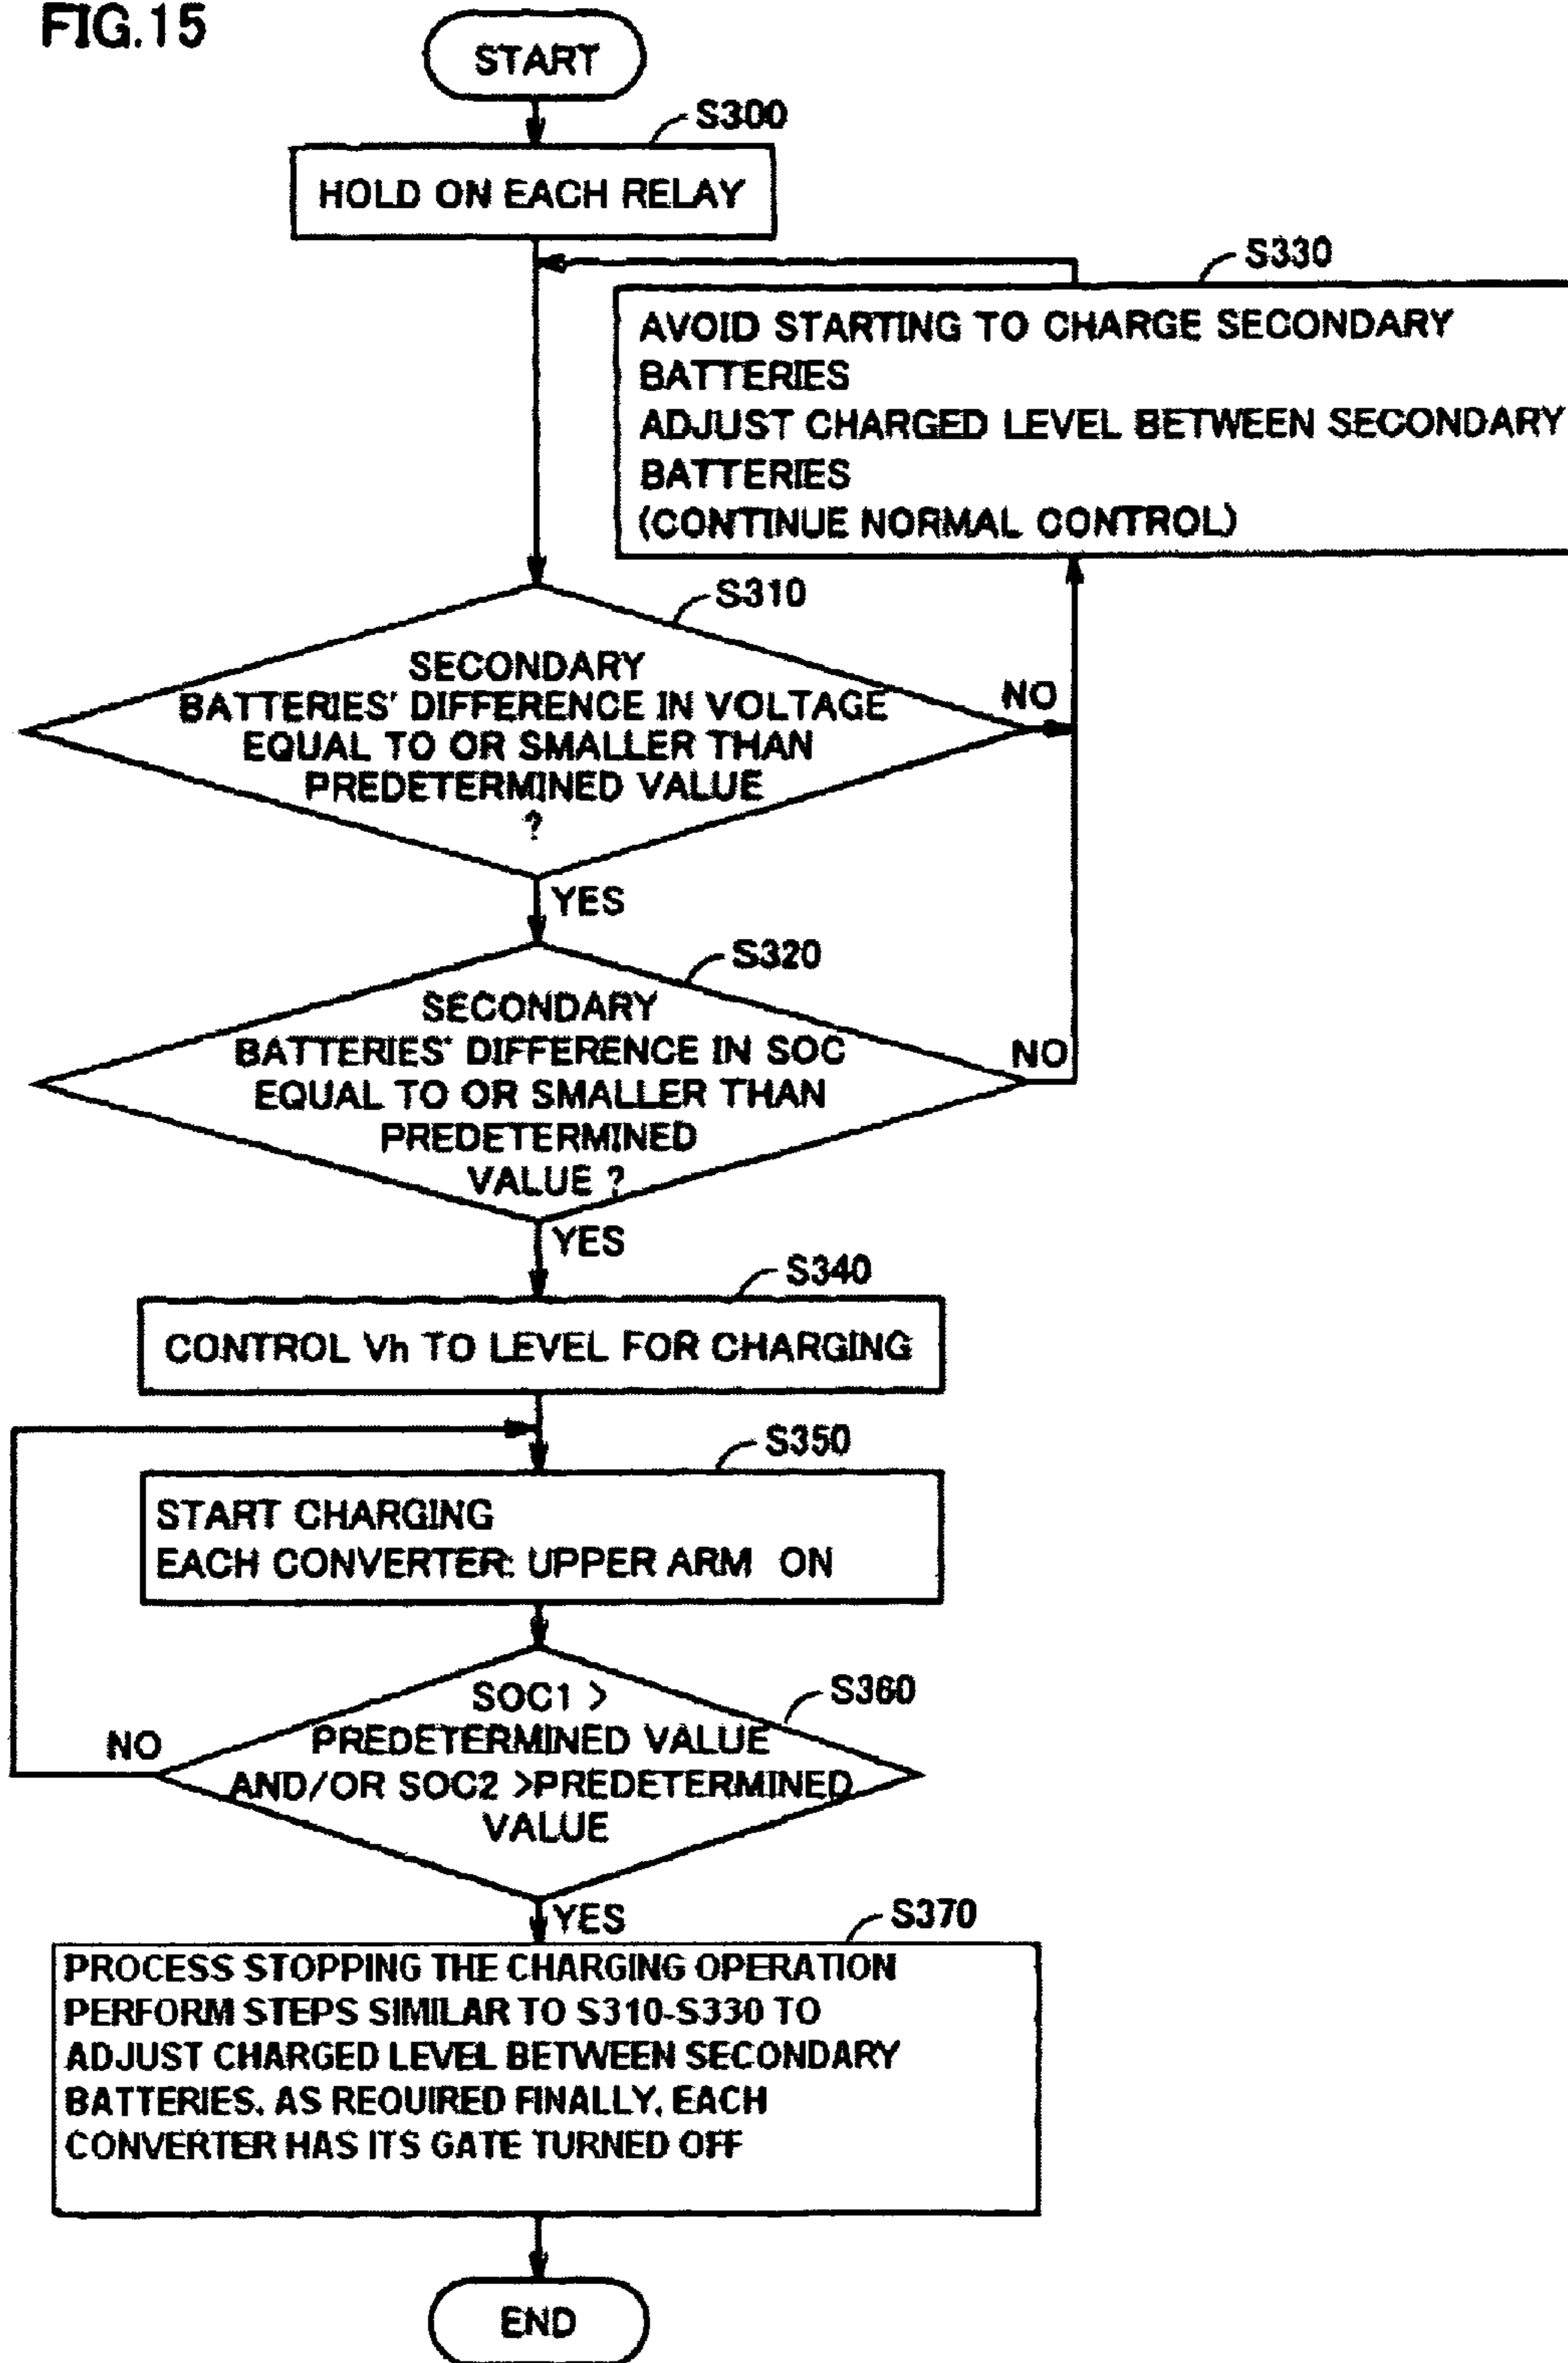 FIG.15
START
S300
HOLD ON EACH RELAY
S330
AVOID STARTING TO CHARGE SECONDARY
BATTERIES
ADJUST CHARGED LEVEL BETWEEN SECONDARY
BATTERIES
(CONTINUE NORMAL CONTROL)
S310
SECONDARY
BATTERIES' DIFFERENCE IN VOLTAGE
EQUAL TO OR SMALLER THAN
PREDETERMINED VALUE
?
NO
YES
S320
SECONDARY
BATTERIES' DIFFERENCE IN SOC
EQUAL TO OR SMALLER THAN
PREDETERMINED
VALUE ?
NO
YES
S340
CONTROL Vh TO LEVEL FOR CHARGING
S350
START CHARGING
EACH CONVERTER: UPPER ARM ON
S360
SOC1 >
PREDETERMINED VALUE
AND/OR SOC2 >PREDETERMINED
VALUE
NO
YES
S370
PROCESS STOPPING THE CHARGING OPERATION
PERFORM STEPS SIMILAR TO S310-S330 TO
ADJUST CHARGED LEVEL BETWEEN SECONDARY
BATTERIES, AS REQUIRED FINALLY, EACH
CONVERTER HAS ITS GATE TURNED OFF
END